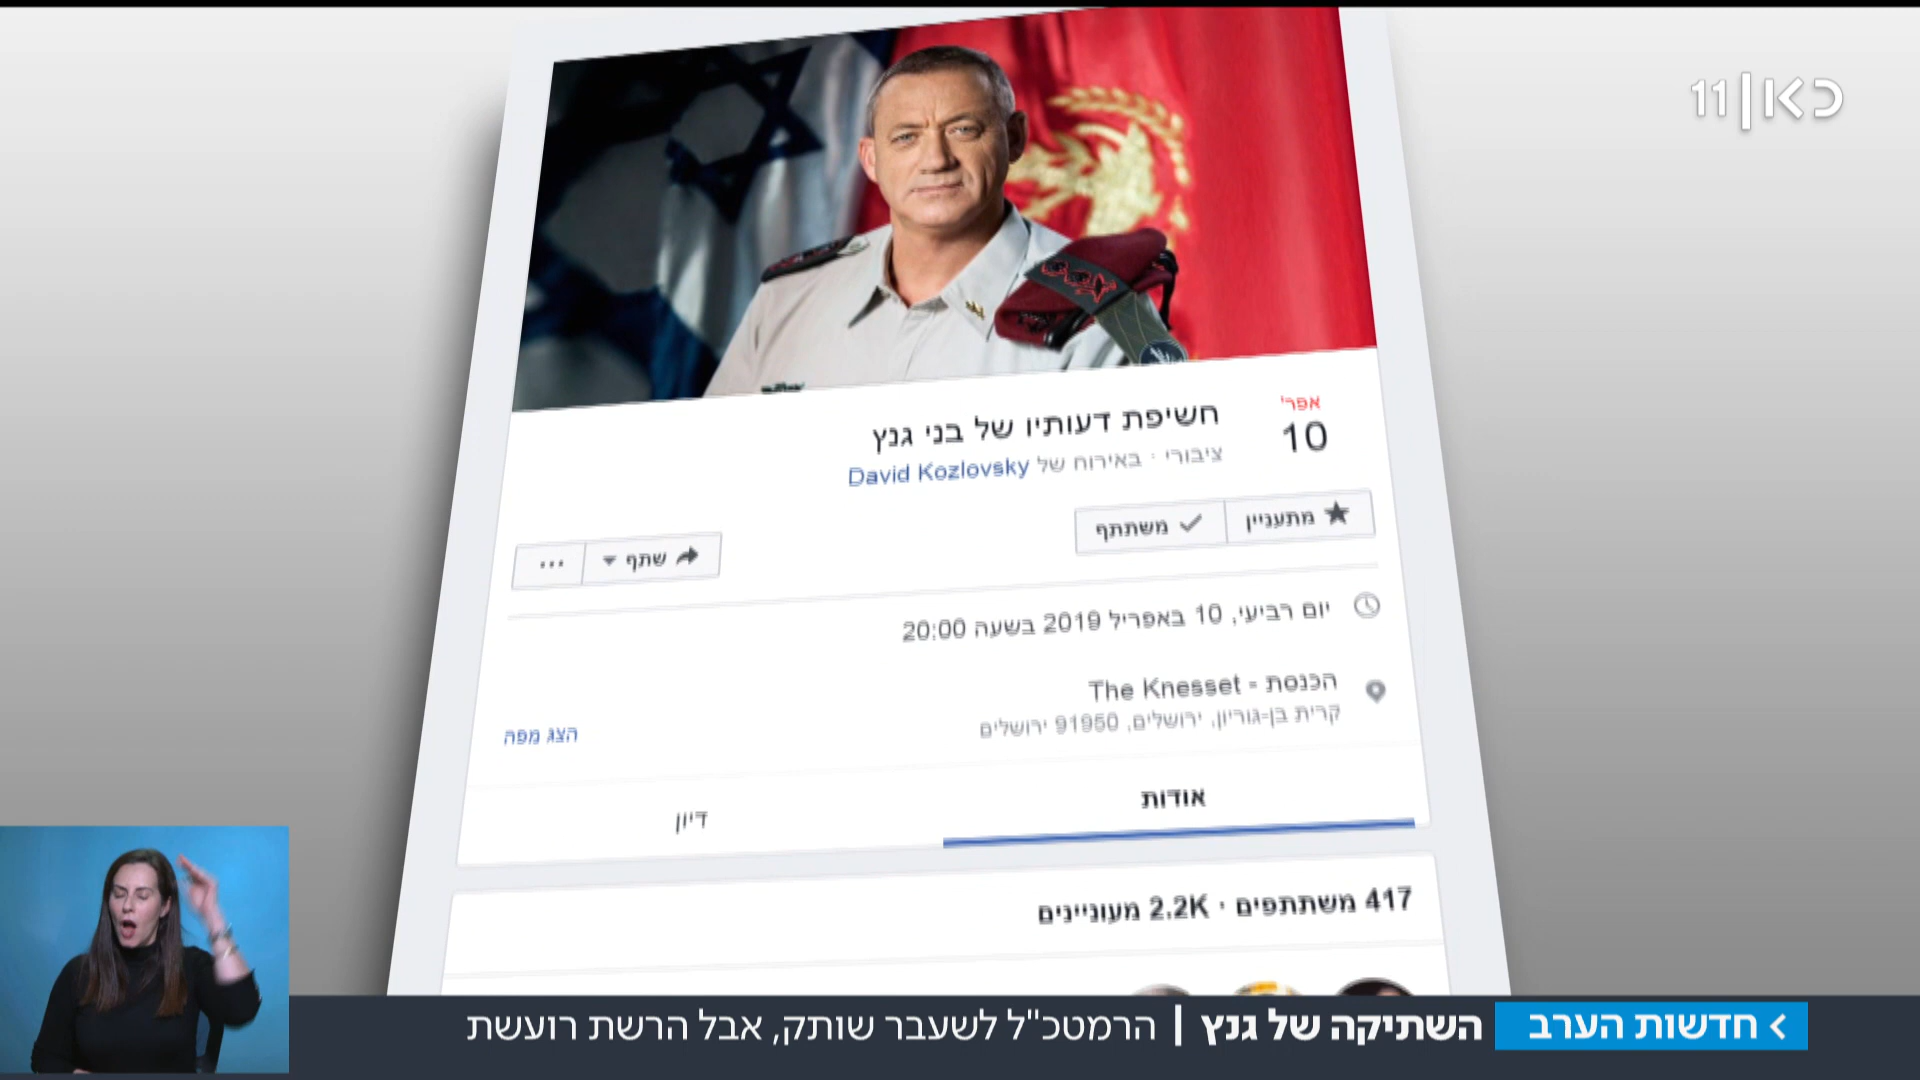 כאן 11
אפר'
10
חשיפת דעותיו של בני גנץ
ציבורי · באירוח של David Kozlovsky
מתעניין
משתתף
שתף
...
יום רביעי, 10 באפריל 2019 בשעה 20:00
הכנסת - The Knesset
קרית בן-גוריון, ירושלים, 91950 ירושלים
הצג מפה
אודות
דיון
417 משתתפים · 2.2K מעוניינים
חדשות הערב
השתיקה של גנץ | הרמטכ"ל לשעבר שותק, אבל הרשת רועשת